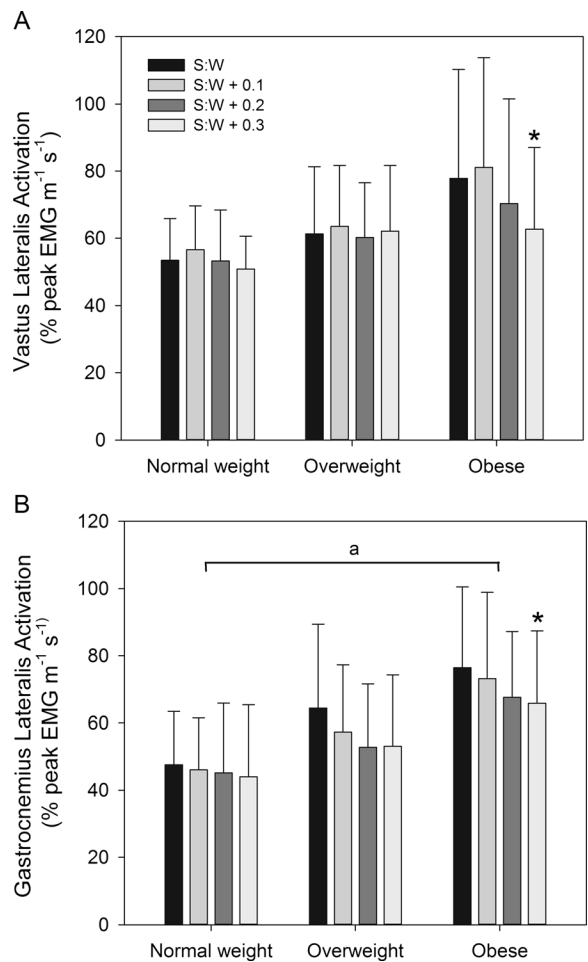 A
Vastus Lateralis Activation
(% peak EMG m⁻¹ s⁻¹)
120
100
80
60
40
20
0
S:W
S:W + 0.1
S:W + 0.2
S:W + 0.3
*
Normal weight Overweight Obese
B
Gastrocnemius Lateralis Activation
(% peak EMG m⁻¹ s⁻¹)
120
100
80
60
40
20
0
a
*
Normal weight Overweight Obese